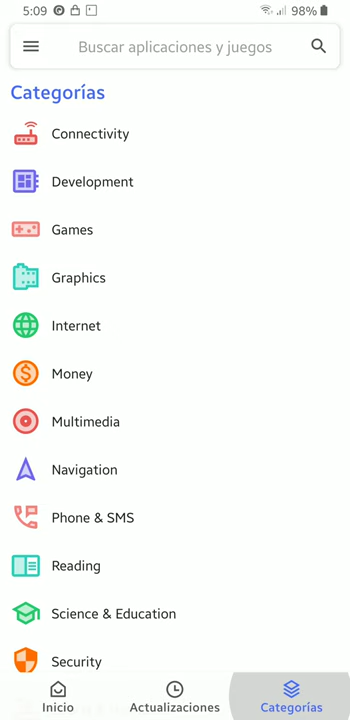 5:09
98%
Buscar aplicaciones y juegos
Categorías
Connectivity
Development
Games
Graphics
Internet
Money
Multimedia
Navigation
Phone & SMS
Reading
Science & Education
Security
Inicio
Actualizaciones
Categorías